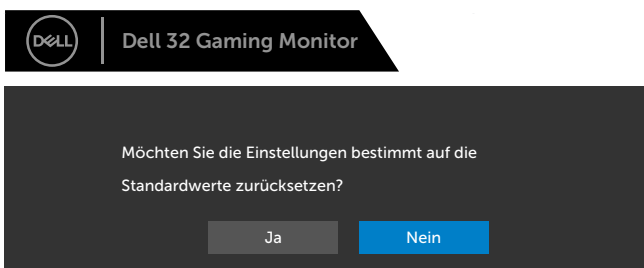 DELL
Dell 32 Gaming Monitor
Möchten Sie die Einstellungen bestimmt auf die
Standardwerte zurücksetzen?
Ja Nein